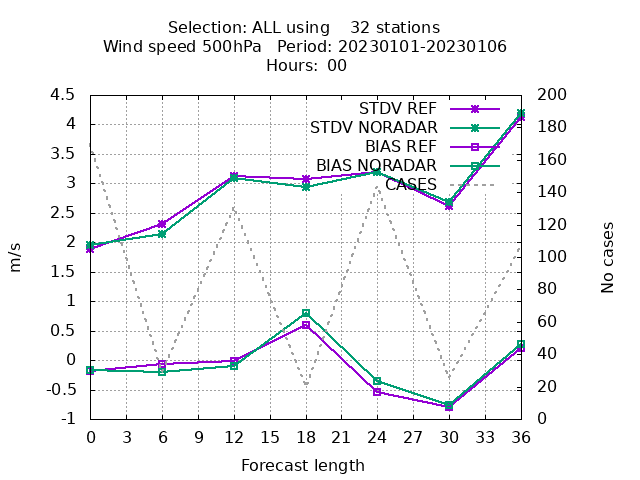 Selection: ALL using    32 stations
Wind speed 500hPa   Period: 20230101-20230106
Hours: 00
4.5
4
3.5
3
2.5
2
1.5
1
0.5
0
-0.5
-1
m/s
STDV REF
STDV NORADAR
BIAS REF
BIAS NORADAR
CASES
200
180
160
140
120
100
80
60
40
20
0
No cases
0 3 6 9 12 15 18 21 24 27 30 33 36
Forecast length